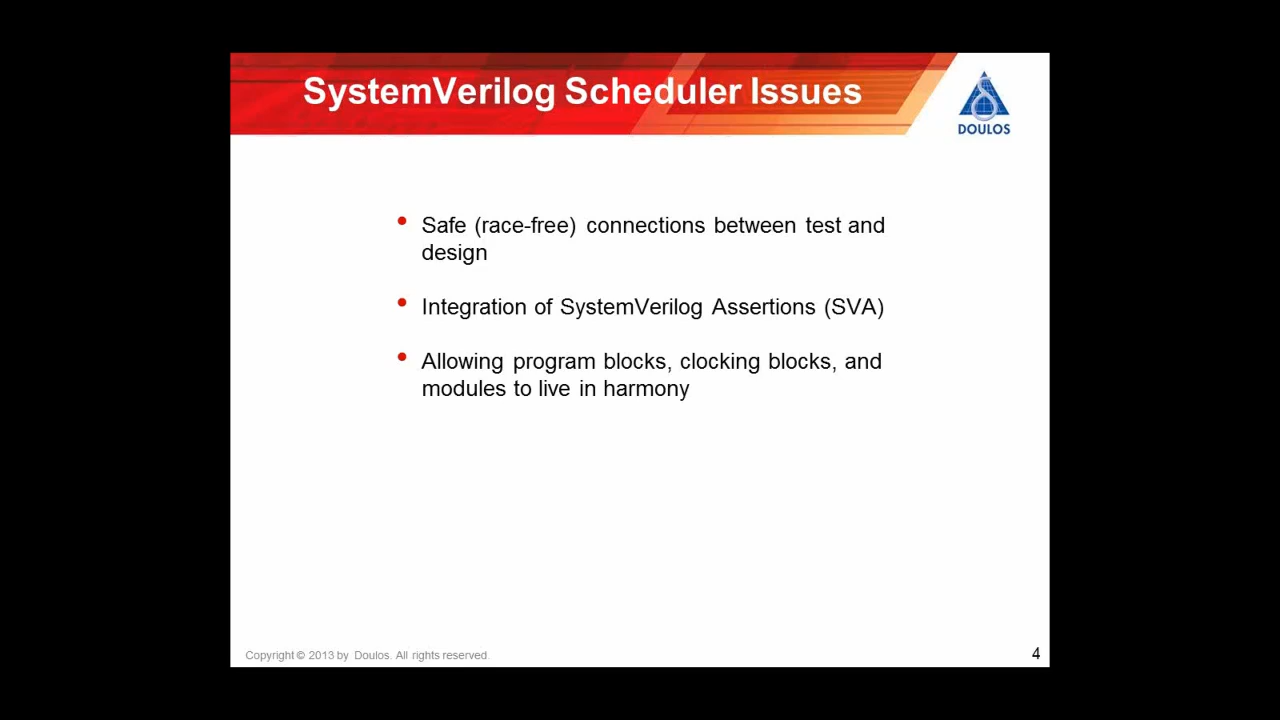 SystemVerilog Scheduler Issues
DOULOS
• Safe (race-free) connections between test and
design
• Integration of SystemVerilog Assertions (SVA)
• Allowing program blocks, clocking blocks, and
modules to live in harmony
Copyright © 2013 by Doulos. All rights reserved.
4